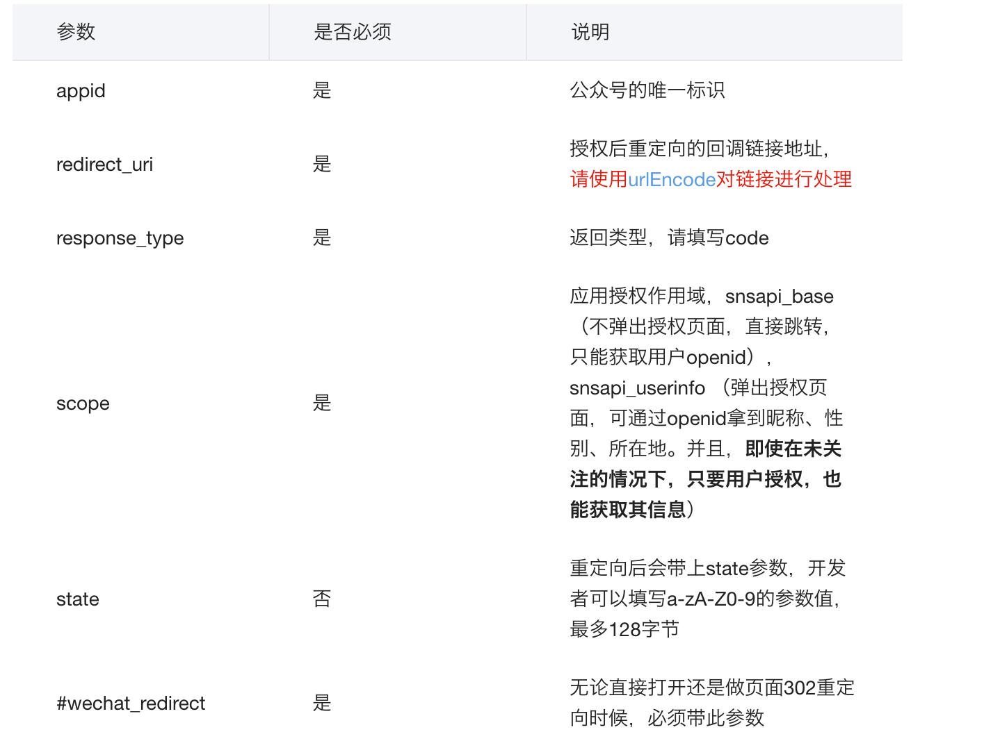 参数 是否必须 说明
appid 是 公众号的唯一标识
授权后重定向的回调链接地址，
redirect_uri 是 请使用urlEncode对链接进行处理
response_type 是 返回类型，请填写code
应用授权作用域，snsapi_base
（不弹出授权页面，直接跳转，
只能获取用户openid），
snsapi_userinfo （弹出授权页
scope 是 面，可通过openid拿到昵称、性
别、所在地。并且，即使在未关
注的情况下，只要用户授权，也
能获取其信息）
重定向后会带上state参数，开发
state 否 者可以填写a-zA-Z0-9的参数值，
最多128字节
#wechat_redirect 是 无论直接打开还是做页面302重定
向时候，必须带此参数